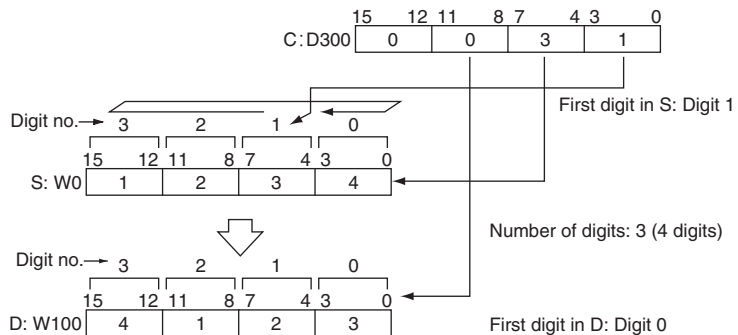 15 12 11 8 7 4 3 0
C:D300 0 0 3 1
First digit in S: Digit 1
Digit no. 3 2 1 0
15 12 11 8 7 4 3 0
S: W0 1 2 3 4
Number of digits: 3 (4 digits)
Digit no. 3 2 1 0
15 12 11 8 7 4 3 0
D: W100 4 1 2 3
First digit in D: Digit 0